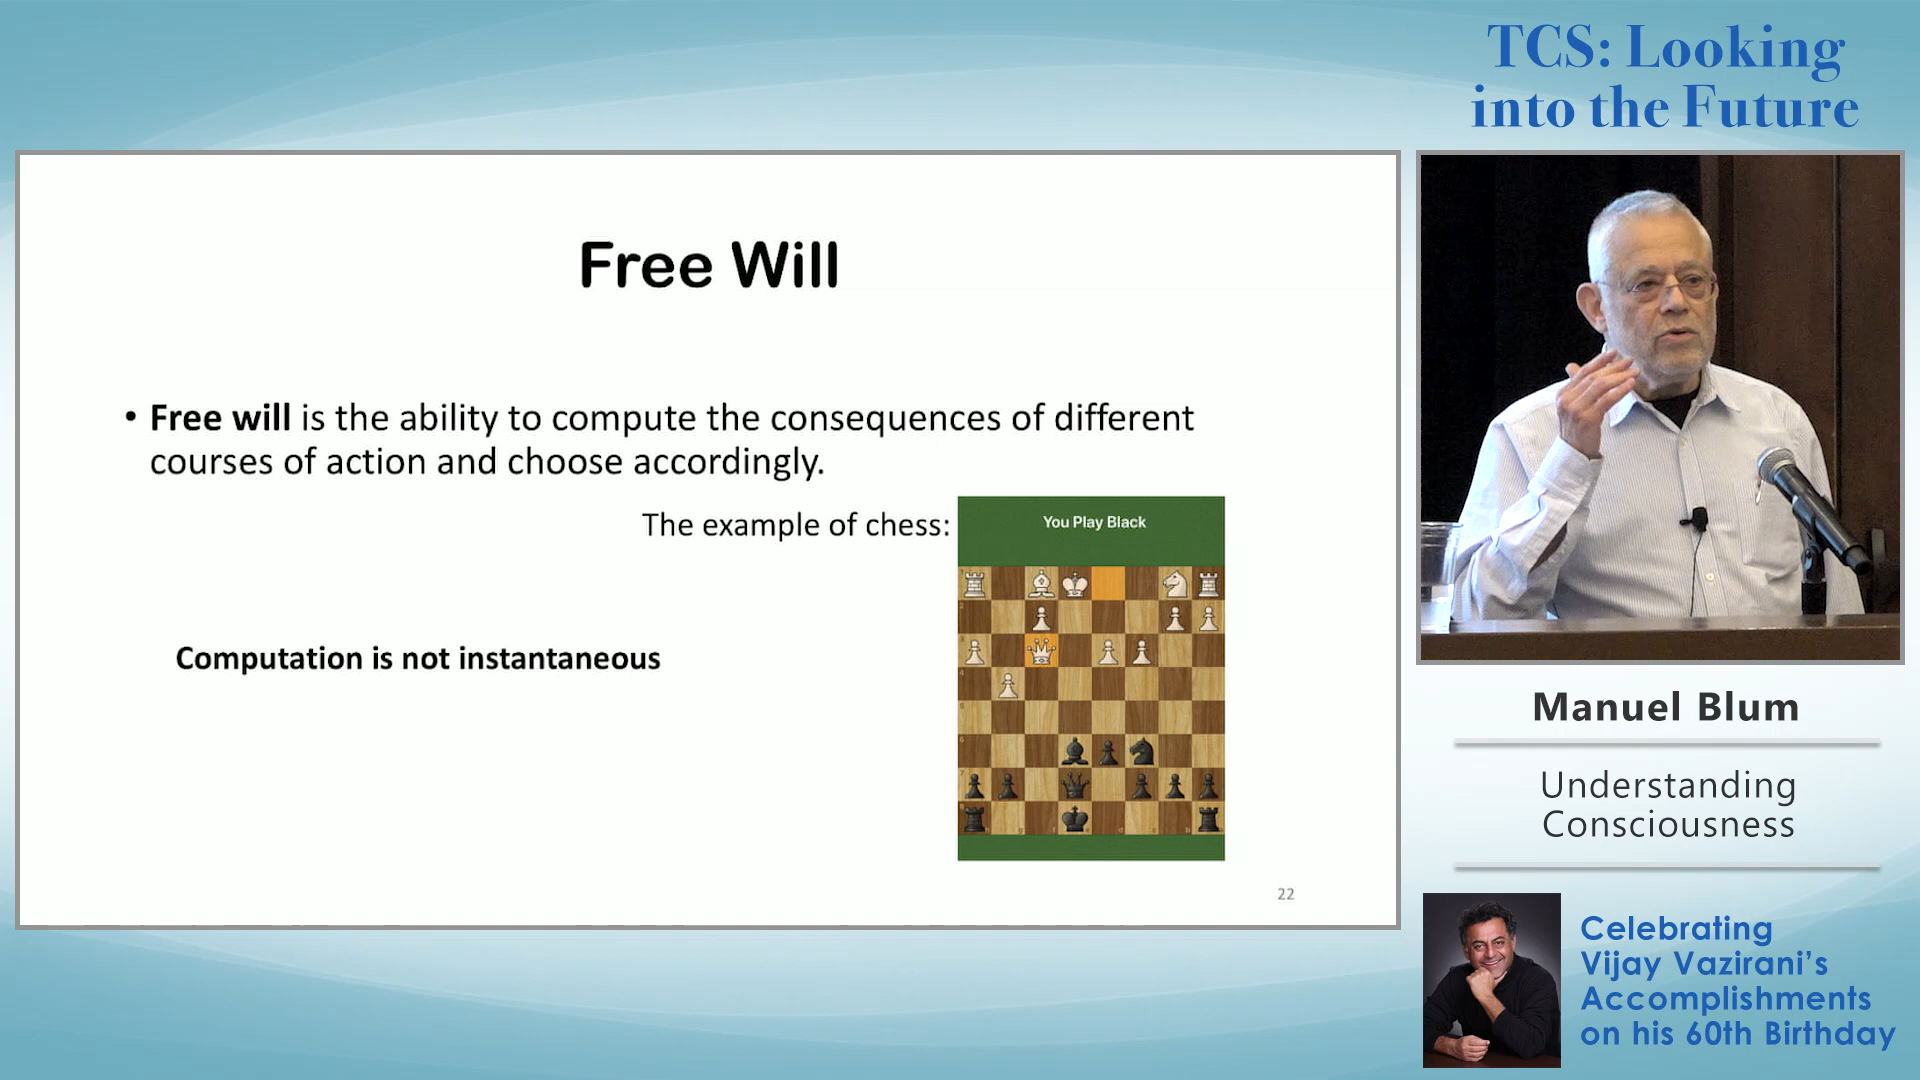 TCS: Looking
into the Future
Free Will
• Free will is the ability to compute the consequences of different
courses of action and choose accordingly.
The example of chess:
You Play Black
Computation is not instantaneous
22
Manuel Blum
Understanding
Consciousness
Celebrating
Vijay Vazirani's
Accomplishments
on his 60th Birthday